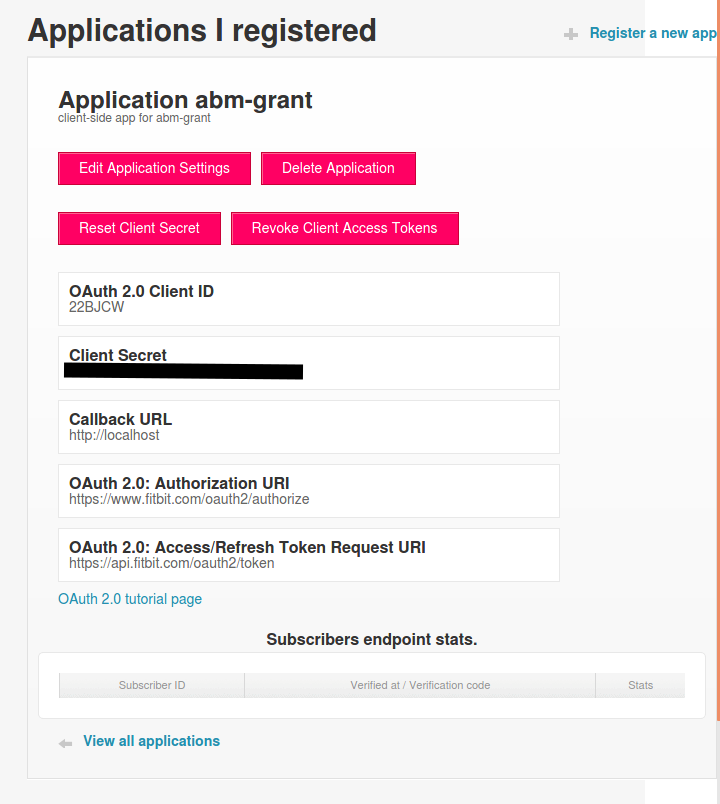 Applications I registered
Register a new app
Application abm-grant
client-side app for abm-grant
Edit Application Settings
Delete Application
Reset Client Secret
Revoke Client Access Tokens
OAuth 2.0 Client ID
22BJCW
Client Secret
Callback URL
http://localhost
OAuth 2.0: Authorization URI
https://www.fitbit.com/oauth2/authorize
OAuth 2.0: Access/Refresh Token Request URI
https://api.fitbit.com/oauth2/token
OAuth 2.0 tutorial page
Subscribers endpoint stats.
Subscriber ID
Verified at / Verification code
Stats
View all applications